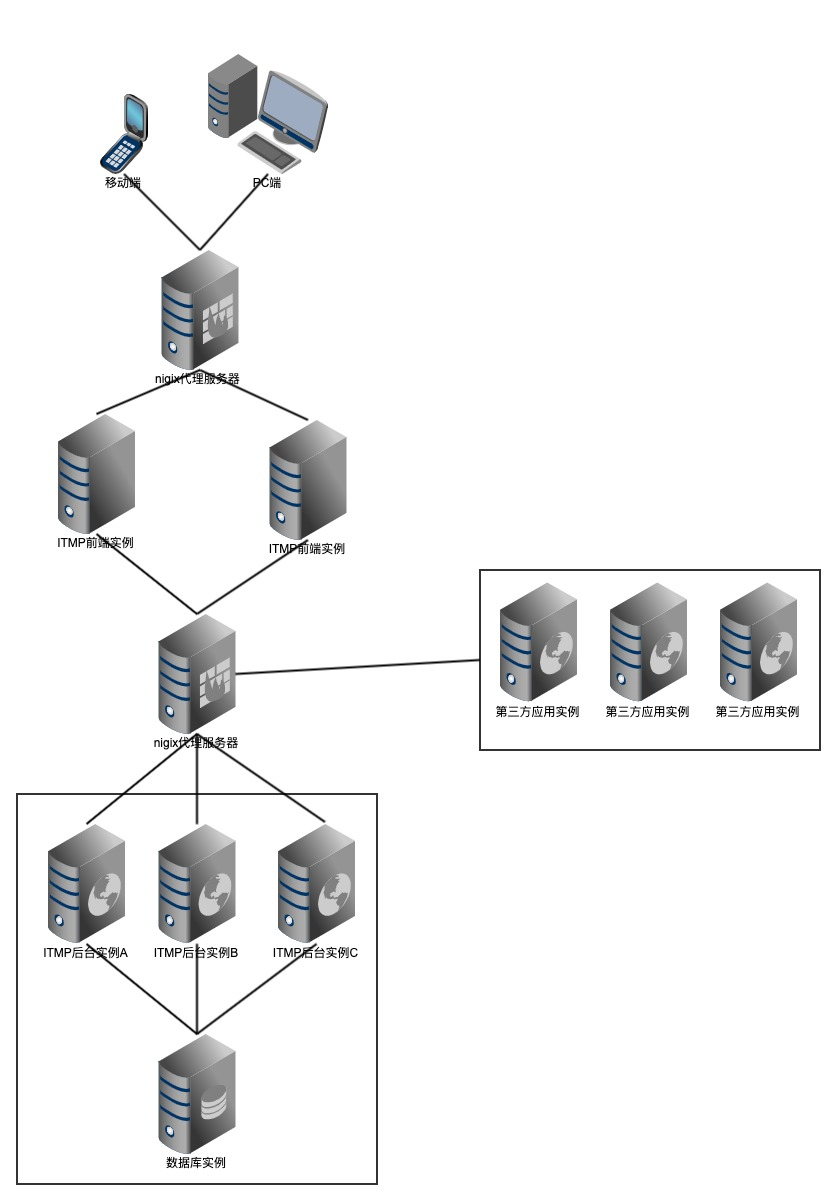 移动端
PC端
nigix代理服务器
ITMP前端实例
ITMP前端实例
第三方应用实例
第三方应用实例
第三方应用实例
nigix代理服务器
ITMP后台实例A
ITMP后台实例B
ITMP后台实例C
数据库实例